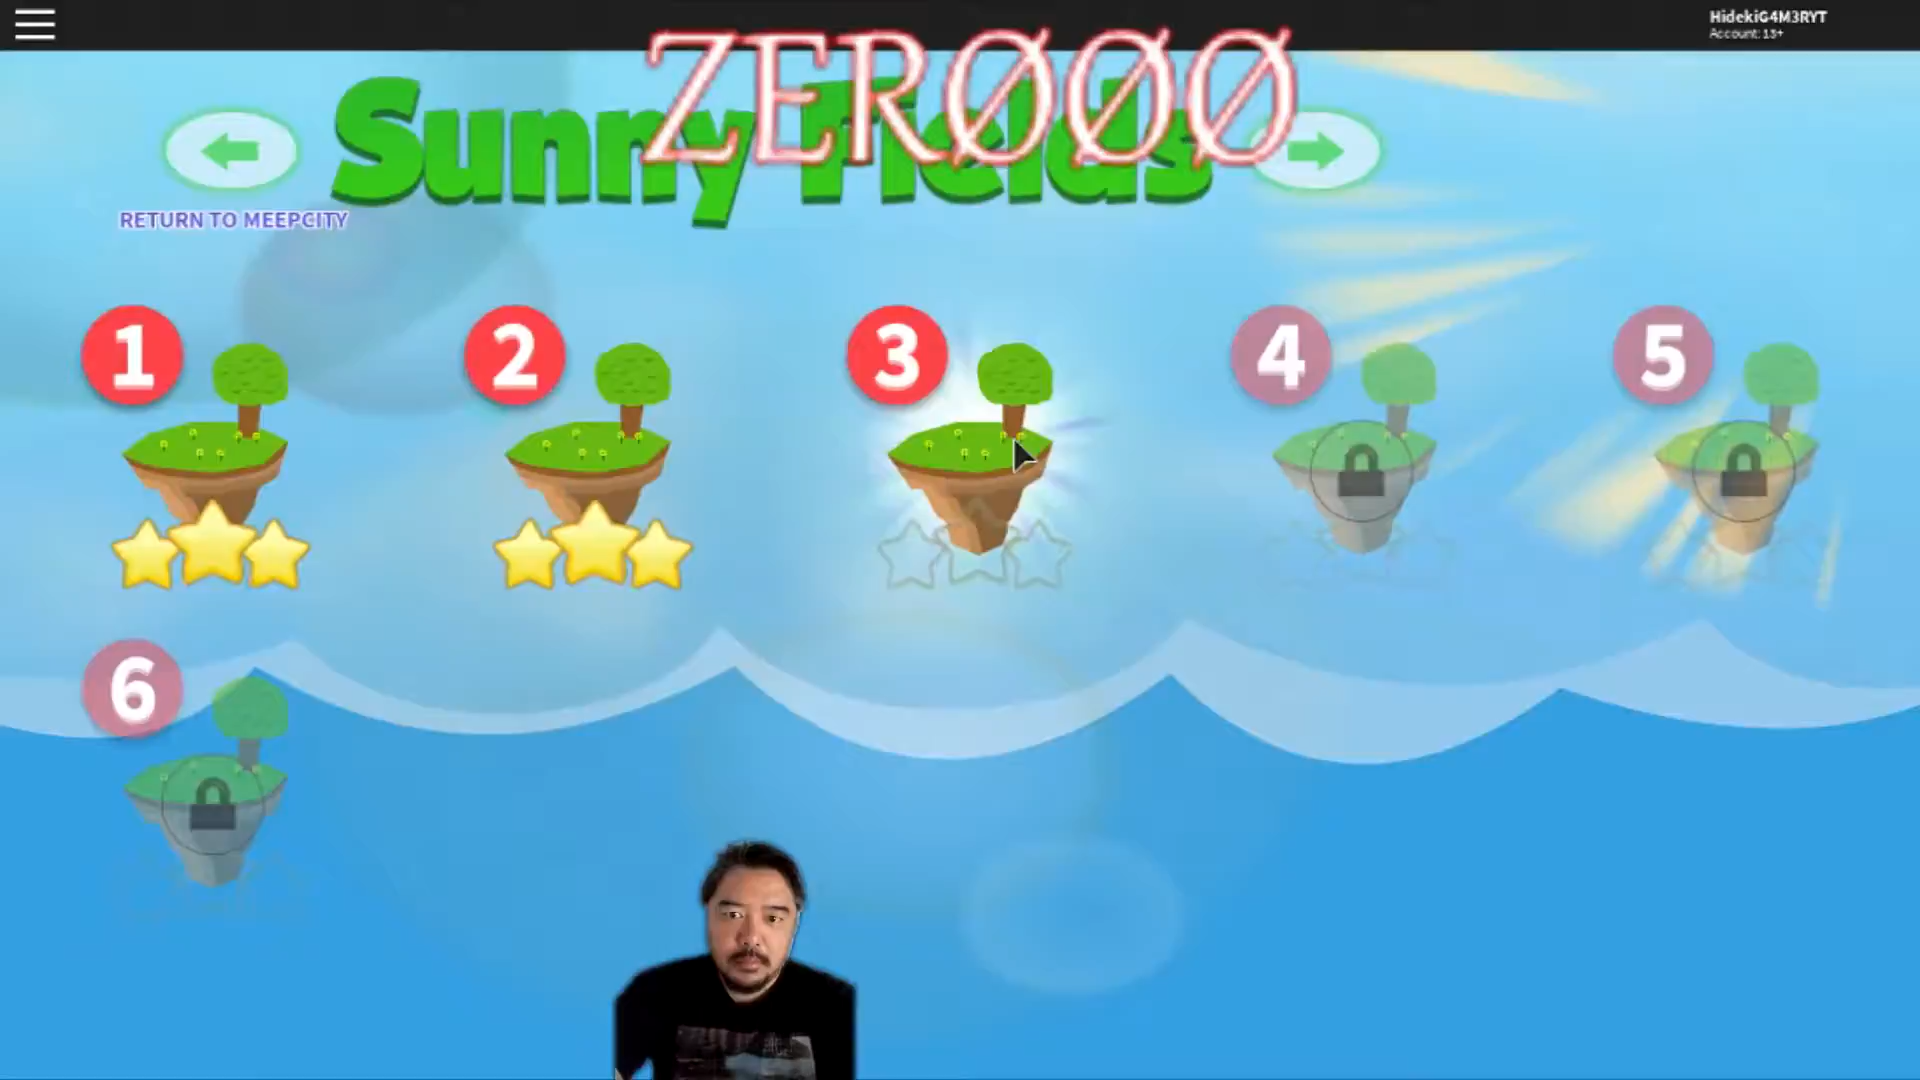 HidekiG4M3RYT
Account: 13+
ZERØØØ
Sunny Fields
RETURN TO MEEPCITY
1
2
3
4
5
6